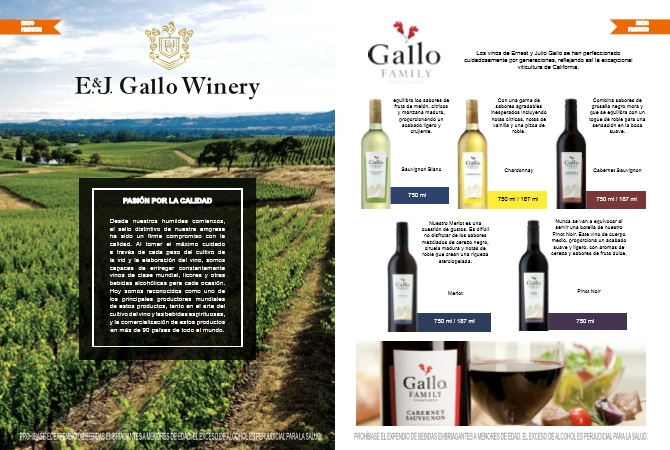 NUEVO
PRODUCTO
E&J. Gallo Winery
PASIÓN POR LA CALIDAD
Desde nuestros humildes comienzos,
el sello distintivo de nuestra empresa
ha sido un firme compromiso con la
calidad. Al tomar el máximo cuidado
a través de cada paso del cultivo de
la vid y la elaboración del vino, somos
capaces de entregar constantemente
vinos de clase mundial, licores y otras
bebidas alcohólicas para cada ocasión.
Hoy somos reconocidos como uno de
los principales productores mundiales
de estos productos, tanto en el arte del
cultivo del vino y las bebidas espirituosas,
y la comercialización de estos productos
en más de 90 países de todo el mundo.
PROHÍBASE EL EXPENDIO DE BEBIDAS EMBRIAGANTES A MENORES DE EDAD. EL EXCESO DE ALCOHOL ES PERJUDICIAL PARA LA SALUD.
NUEVO
PRODUCTO
Gallo
FAMILY
Vineyards
Los vinos de Ernest y Julio Gallo se han perfeccionado
cuidadosamente por generaciones, reflejando así la excepcional
viticultura de California.
equilibra los sabores de
fruta de melón, cítricos
y manzana madura,
proporcionando un
acabado ligero y
crujiente.
Sauvignon Blanc
750 ml
Con una gama de
sabores agradables
inesperados incluyendo
notas cítricas, notas de
vainilla y una pizca de
roble.
Chardonnay
750 ml / 187 ml
Combina sabores de
grosella negra mora y
que se equilibra con un
toque de roble para una
sensación en la boca
suave.
Cabernet Sauvignon
750 ml / 187 ml
Nuestro Merlot es una
cuestión de gustos. Es difícil
no disfrutar de los sabores
mezclados de cereza negra,
ciruela madura y notas de
roble que crean una riqueza
aterciopelada.
Merlot
750 ml / 187 ml
Nunca se van a equivocar al
servir una botella de nuestro
Pinot Noir. Este vino de cuerpo
medio, proporciona un acabado
suave y ligero, con aromas de
cereza y sabores de fruta dulce.
Pinot Noir
750 ml
Gallo
FAMILY
Vineyards
CABERNET
SAUVIGNON
PROHÍBASE EL EXPENDIO DE BEBIDAS EMBRIAGANTES A MENORES DE EDAD. EL EXCESO DE ALCOHOL ES PERJUDICIAL PARA LA SALUD.